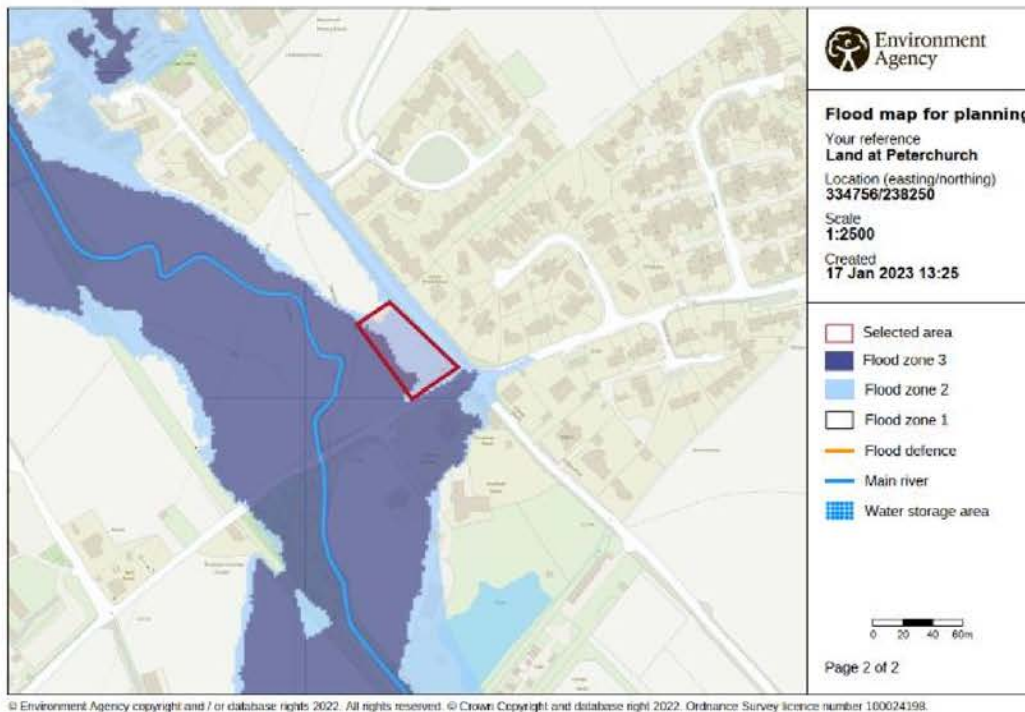 Environment
Agency
Flood map for planning
Your reference
Land at Peterchurch
Location (easting/northing)
334756/238250
Scale
1:2500
Created
17 Jan 2023 13:25
Selected area
Flood zone 3
Flood zone 2
Flood zone 1
Flood defence
Main river
Water storage area
0 20 40 60m
Page 2 of 2
© Environment Agency copyright and / or database rights 2022. All rights reserved. © Crown Copyright and database right 2022. Ordnance Survey licence number 100024198.